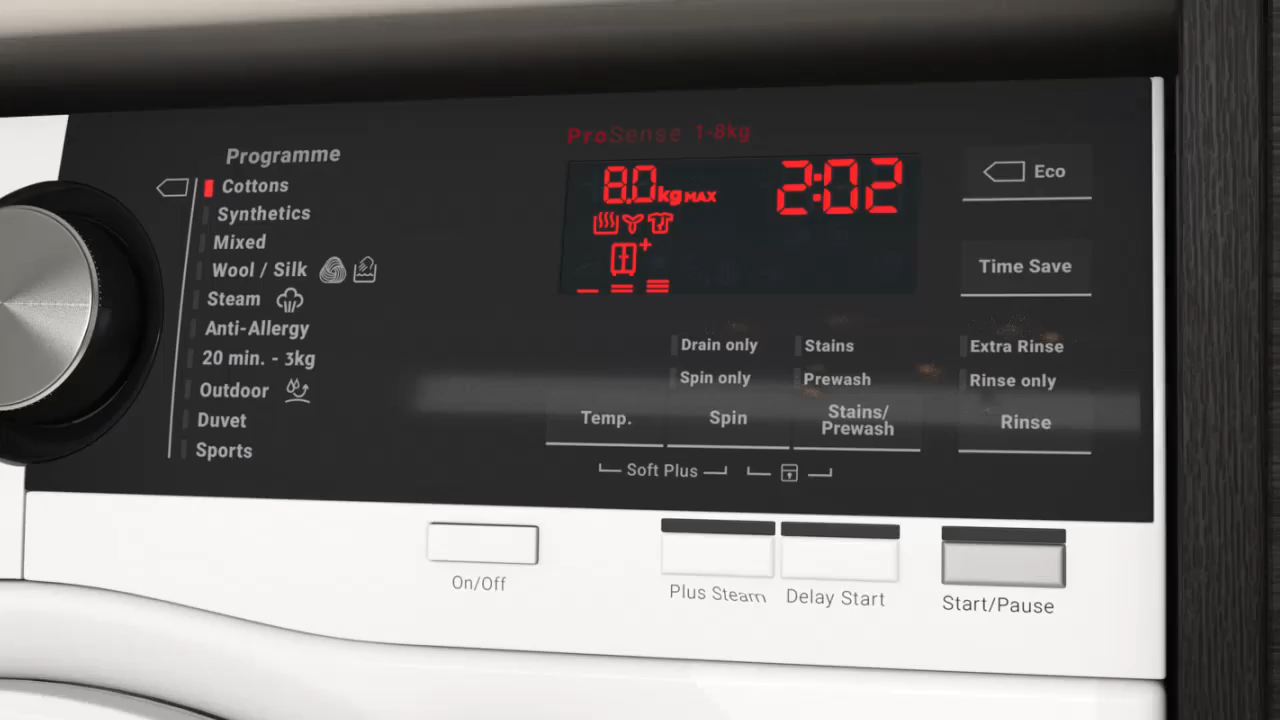 Programme
Cottons
Synthetics
Mixed
Wool / Silk
Steam
Anti-Allergy
20 min. - 3kg
Outdoor
Duvet
Sports
ProSense 1-8kg
8.0kg MAX
2:02
Eco
Time Save
Drain only
Spin only
Stains
Prewash
Extra Rinse
Rinse only
Temp.
Spin
Stains/
Prewash
Rinse
Soft Plus
On/Off
Plus Steam
Delay Start
Start/Pause